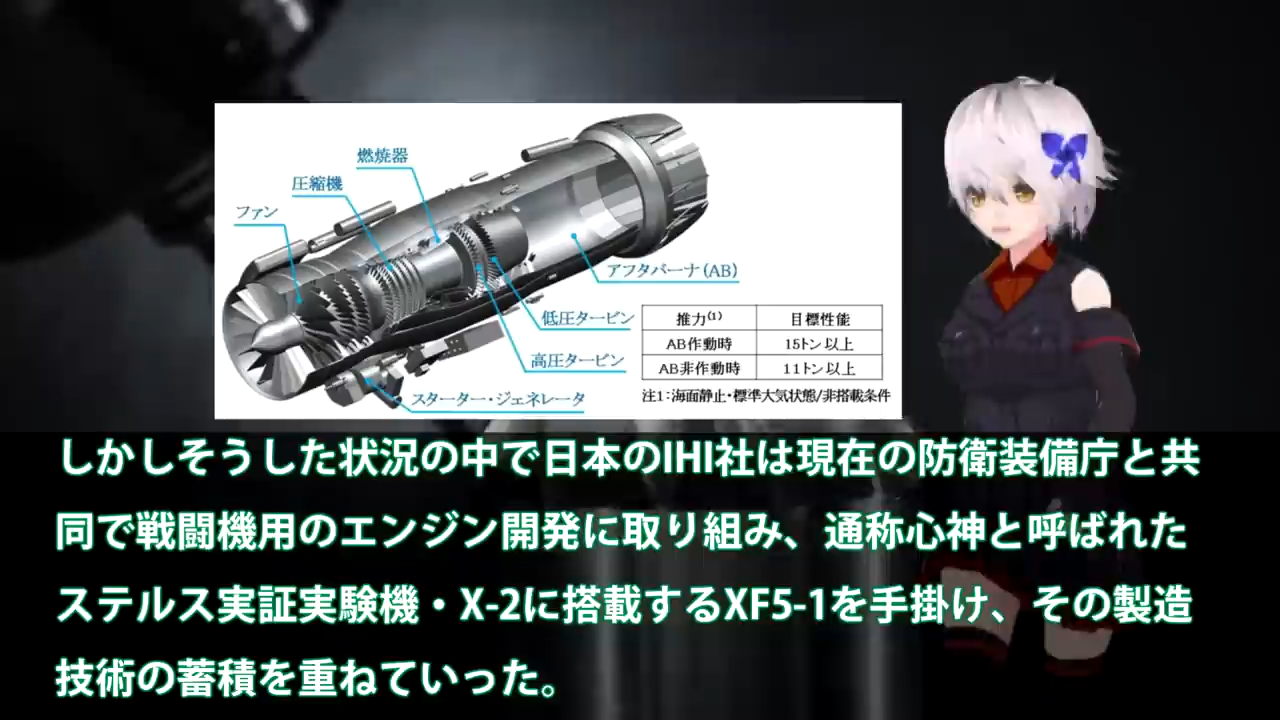 燃焼器
圧縮機
ファン
アフタバーナ(AB)
低圧タービン
高圧タービン
スターター・ジェネレータ
推力(1) 目標性能
AB作動時 15トン以上
AB非作動時 11トン以上
注1:海面静止・標準大気状態/非搭載条件
しかしそうした状況の中で日本のIHI社は現在の防衛装備庁と共
同で戦闘機用のエンジン開発に取り組み、通称心神と呼ばれた
ステルス実証実験機・X-2に搭載するXF5-1を手掛け、その製造
技術の蓄積を重ねていった。